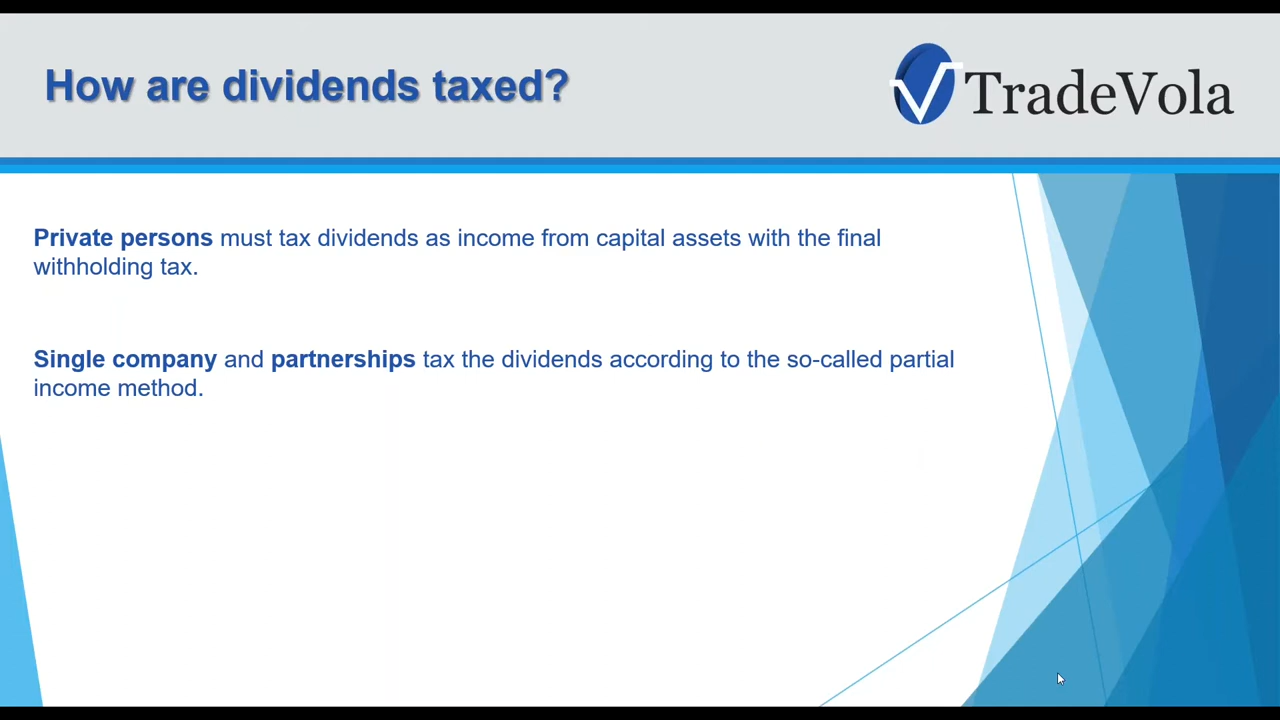 How are dividends taxed?
TradeVola
Private persons must tax dividends as income from capital assets with the final
withholding tax.
Single company and partnerships tax the dividends according to the so-called partial
income method.